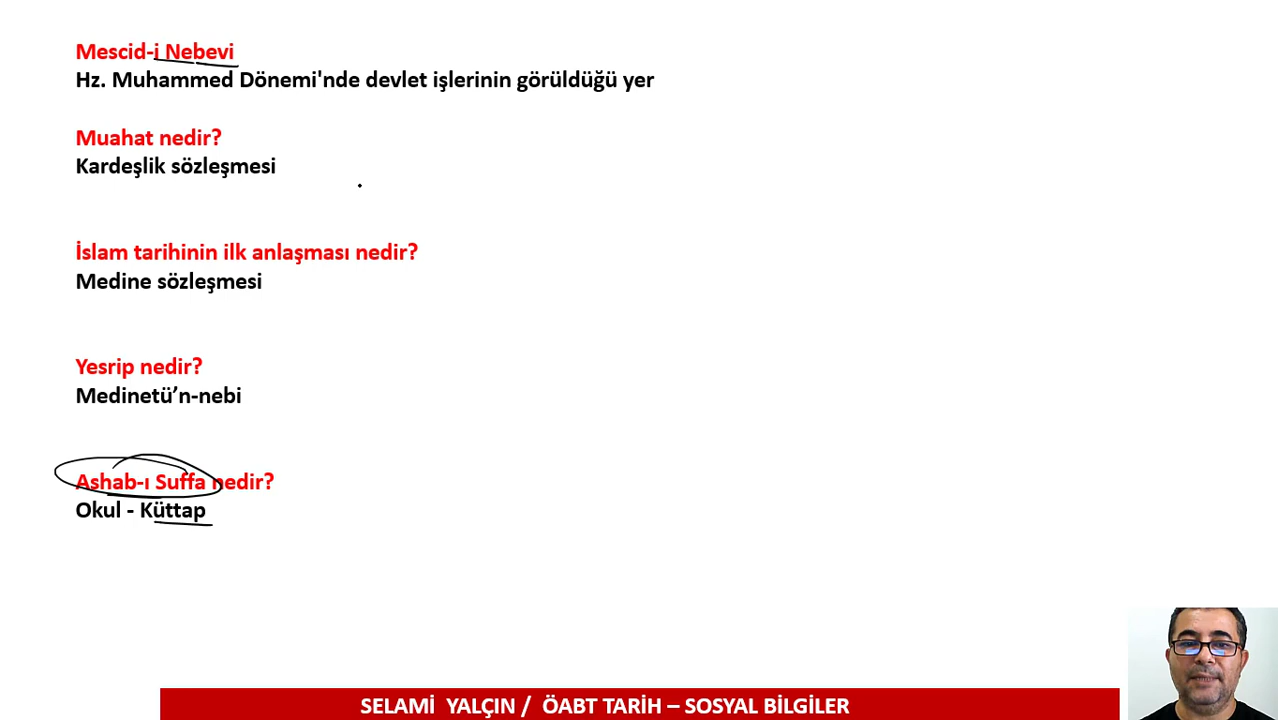 Mescid-i Nebevi
Hz. Muhammed Dönemi'nde devlet işlerinin görüldüğü yer
Muahat nedir?
Kardeşlik sözleşmesi
İslam tarihinin ilk anlaşması nedir?
Medine sözleşmesi
Yesrip nedir?
Medinetü’n-nebi
Ashab-ı Suffa nedir?
Okul - Küttap
SELAMİ YALÇIN / ÖABT TARİH – SOSYAL BİLGİLER